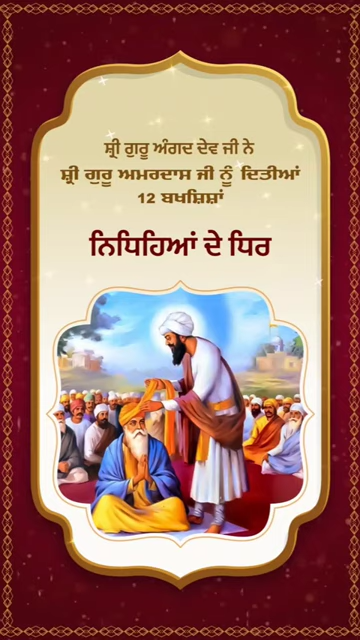 ਸ਼੍ਰੀ ਗੁਰੂ ਅੰਗਦ ਦੇਵ ਜੀ ਨੇ
ਸ਼੍ਰੀ ਗੁਰੂ ਅਮਰਦਾਸ ਜੀ ਨੂੰ ਦਿਤੀਆਂ
12 ਬਖਸ਼ਿਸ਼ਾਂ
ਨਿਧਿਹਿਆਂ ਦੇ ਧਿਰ